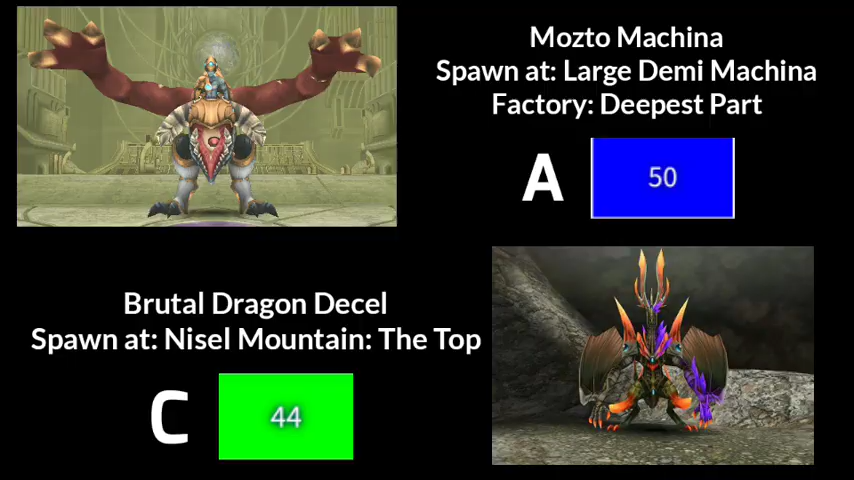 Mozto Machina
Spawn at: Large Demi Machina
Factory: Deepest Part
A
50
Brutal Dragon Decel
Spawn at: Nisel Mountain: The Top
C
44